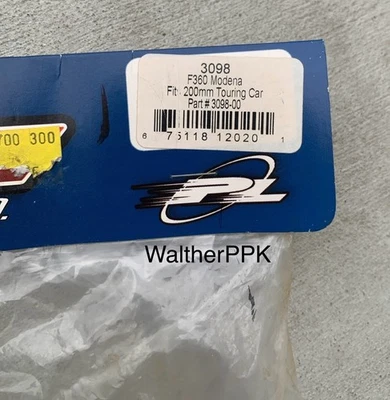 3098
F360 Modena
Fit 200mm Touring Car
Part # 3098-00
6 75118 12020 1
700 300
PL
WaltherPPK